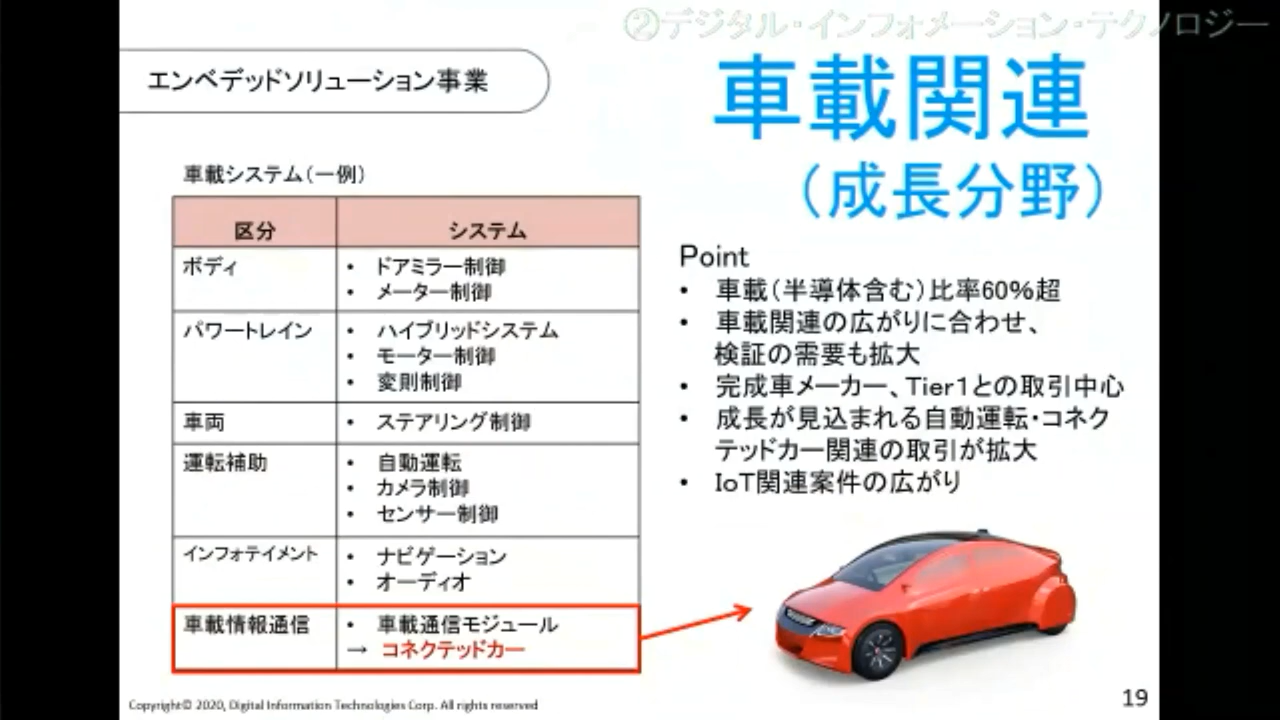 ②デジタル・インフォメーション・テクノロジー
エンベデッドソリューション事業
車載関連
（成長分野）
車載システム（一例）
区分 システム
ボディ • ドアミラー制御
• メーター制御
パワートレイン • ハイブリッドシステム
• モーター制御
• 変則制御
車両 • ステアリング制御
運転補助 • 自動運転
• カメラ制御
• センサー制御
インフォテイメント • ナビゲーション
• オーディオ
車載情報通信 • 車載通信モジュール
→ コネクテッドカー
Point
• 車載（半導体含む）比率60%超
• 車載関連の広がりに合わせ、
検証の需要も拡大
• 完成車メーカー、Tier1との取引中心
• 成長が見込まれる自動運転・コネク
テッドカー関連の取引が拡大
• IoT関連案件の広がり
Copyright© 2020, Digital Information Technologies Corp. All rights reserved
19